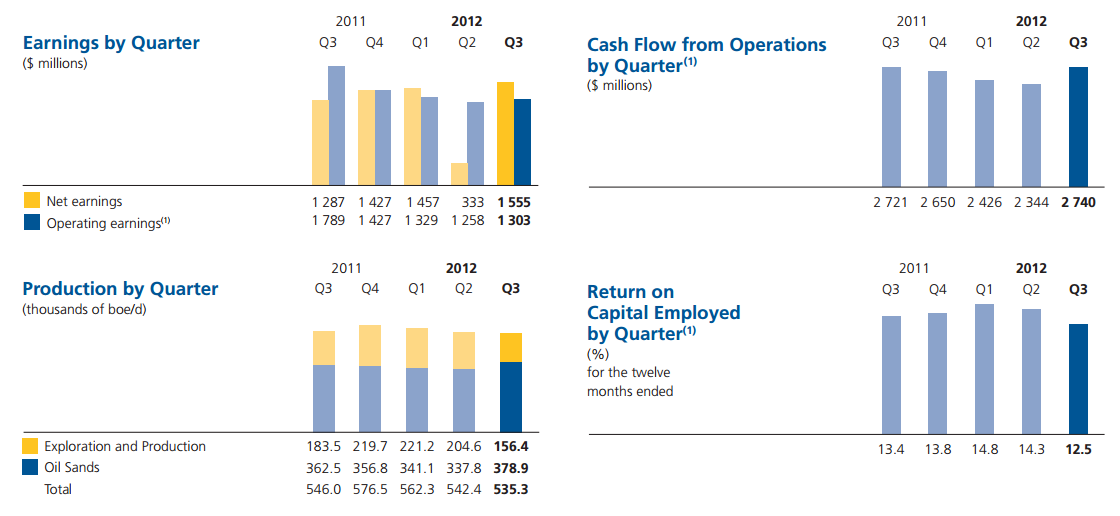 2011 2012
Earnings by Quarter Q3 Q4 Q1 Q2 Q3
($ millions)
Net earnings 1 287 1 427 1 457 333 1 555
Operating earnings(1) 1 789 1 427 1 329 1 258 1 303
2011 2012
Cash Flow from Operations Q3 Q4 Q1 Q2 Q3
by Quarter(1)
($ millions)
2 721 2 650 2 426 2 344 2 740
2011 2012
Production by Quarter Q3 Q4 Q1 Q2 Q3
(thousands of boe/d)
Exploration and Production 183.5 219.7 221.2 204.6 156.4
Oil Sands 362.5 356.8 341.1 337.8 378.9
Total 546.0 576.5 562.3 542.4 535.3
2011 2012
Return on Q3 Q4 Q1 Q2 Q3
Capital Employed
by Quarter(1)
(%)
for the twelve
months ended
13.4 13.8 14.8 14.3 12.5